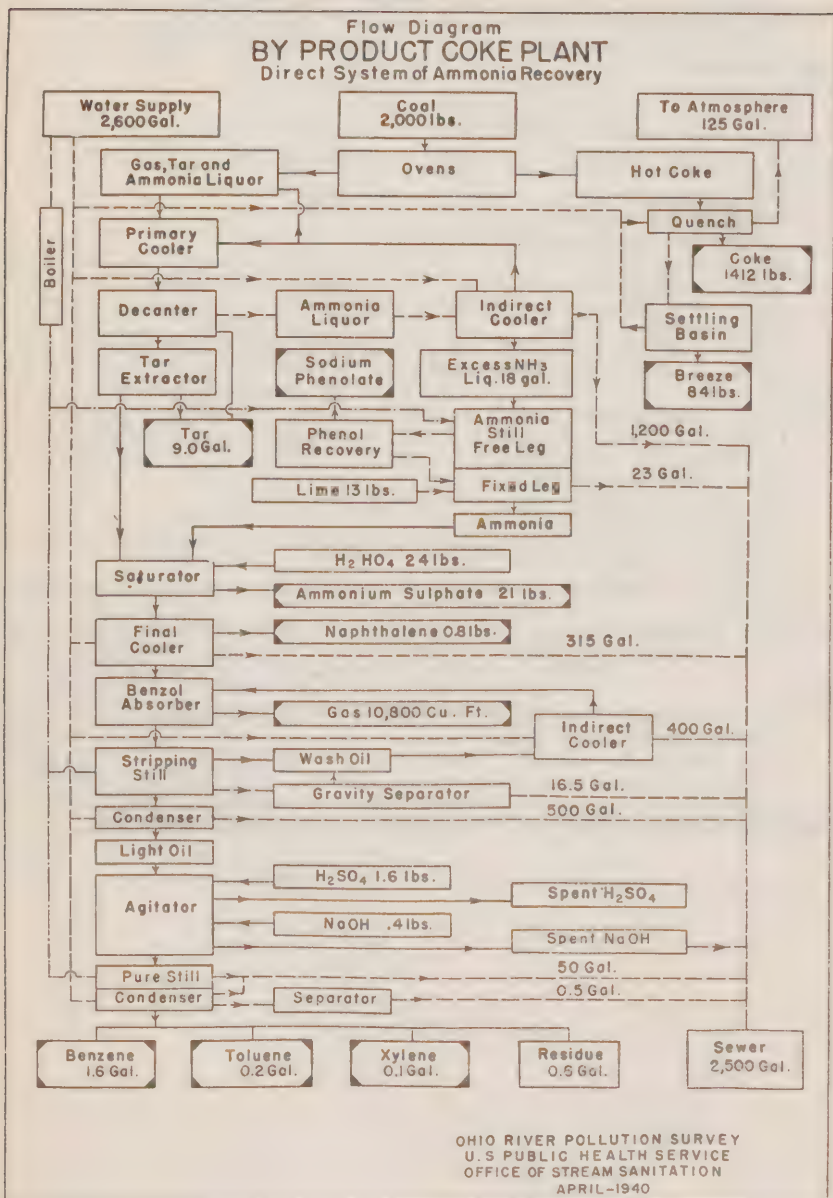 Flow Diagram
BY PRODUCT COKE PLANT
Direct System of Ammonia Recovery
Water Supply
2,600 Gal.
Coal
2,000 lbs.
To Atmosphere
125 Gal.
Gas, Tar and
Ammonia Liquor
Ovens
Hot Coke
Boiler
Primary
Cooler
Quench
Coke
1412 lbs.
Decanter
Ammonia
Liquor
Indirect
Cooler
Settling
Basin
Tar
Extractor
Sodium
Phenolate
Excess NH3
Liq. 18 gal.
Breeze
84 lbs.
Tar
9.0 Gal.
Phenol
Recovery
Ammonia
Still
Free Leg
1,200 Gal.
Lime 13 lbs.
Fixed Leg
23 Gal.
Ammonia
Saturator
H2 HO4 24 lbs.
Ammonium Sulphate 21 lbs.
Final
Cooler
Naphthalene 0.8 lbs.
315 Gal.
Benzol
Absorber
Gas 10,800 Cu. Ft.
Indirect
Cooler
400 Gal.
Stripping
Still
Wash Oil
Gravity Separator
16.5 Gal.
Condenser
500 Gal.
Light Oil
Agitator
H2SO4 1.6 lbs.
Spent H2SO4
NaOH .4 lbs.
Spent NaOH
Pure Still
50 Gal.
Condenser
Separator
0.5 Gal.
Benzene
1.6 Gal.
Toluene
0.2 Gal.
Xylene
0.1 Gal.
Residue
0.6 Gal.
Sewer
2,500 Gal.
OHIO RIVER POLLUTION SURVEY
U.S PUBLIC HEALTH SERVICE
OFFICE OF STREAM SANITATION
APRIL-1940